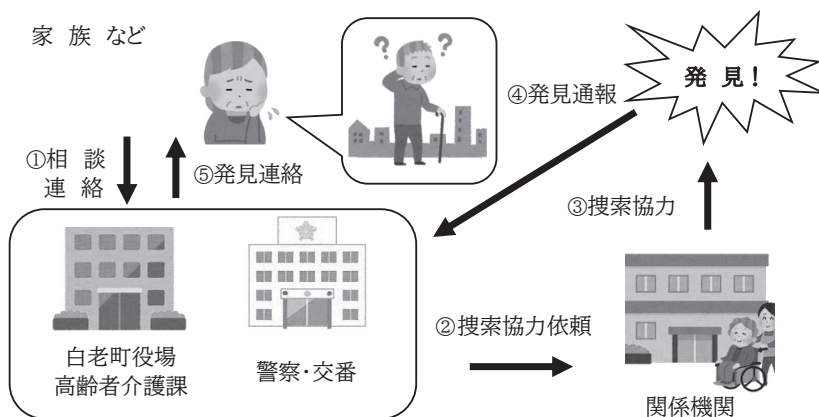 家 族 など
? ?
発 見!
④発見通報
①相 談
連 絡
⑤発見連絡
③捜索協力
②捜索協力依頼
白老町役場
高齢者介護課
警察・交番
関係機関